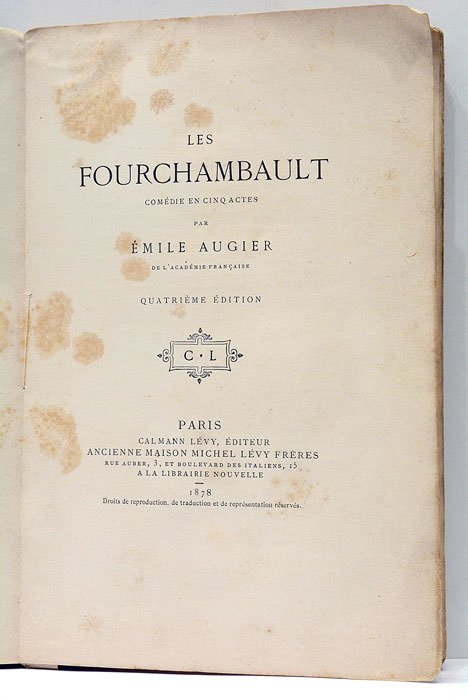 LES
FOURCHAMBAULT
COMÉDIE EN CINQ ACTES
PAR
ÉMILE AUGIER
DE L'ACADÉMIE FRANÇAISE
QUATRIÈME ÉDITION
C · L
PARIS
CALMANN LÉVY, ÉDITEUR
ANCIENNE MAISON MICHEL LÉVY FRÈRES
RUE AUBER, 3, ET BOULEVARD DES ITALIENS, 15
A LA LIBRAIRIE NOUVELLE
1878
Droits de reproduction, de traduction et de représentation réservés.